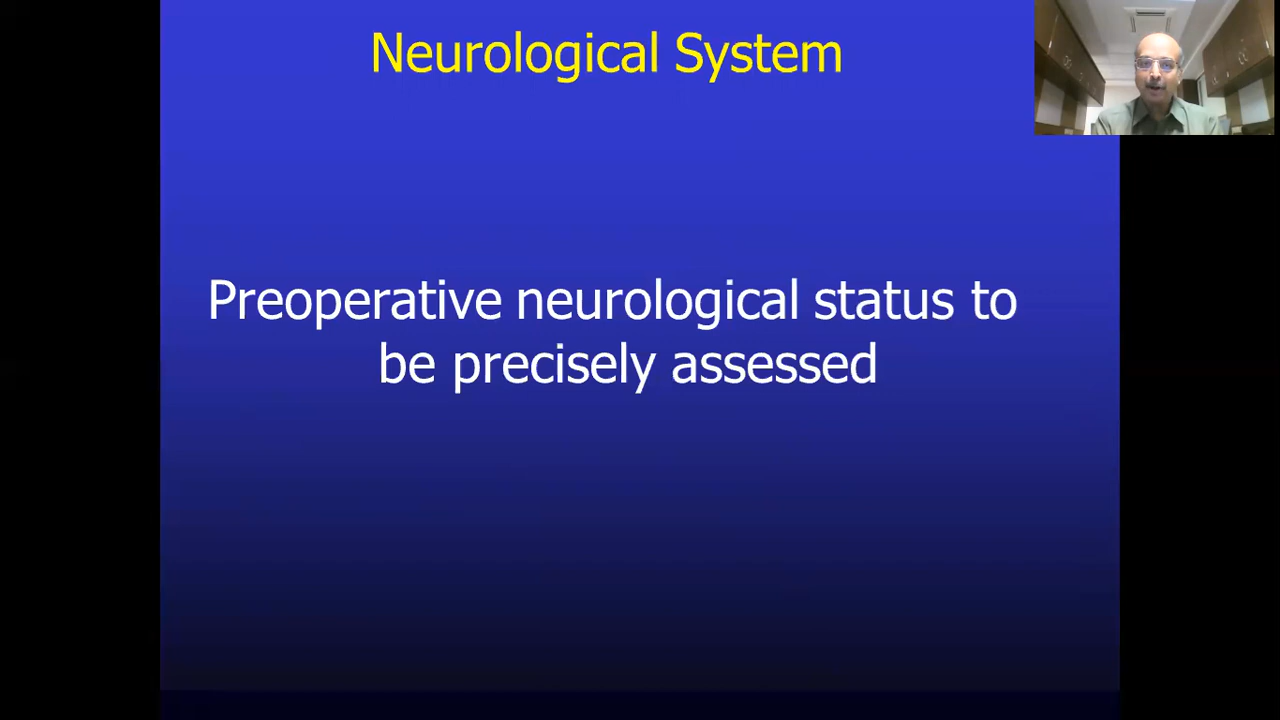 Neurological System
Preoperative neurological status to
be precisely assessed